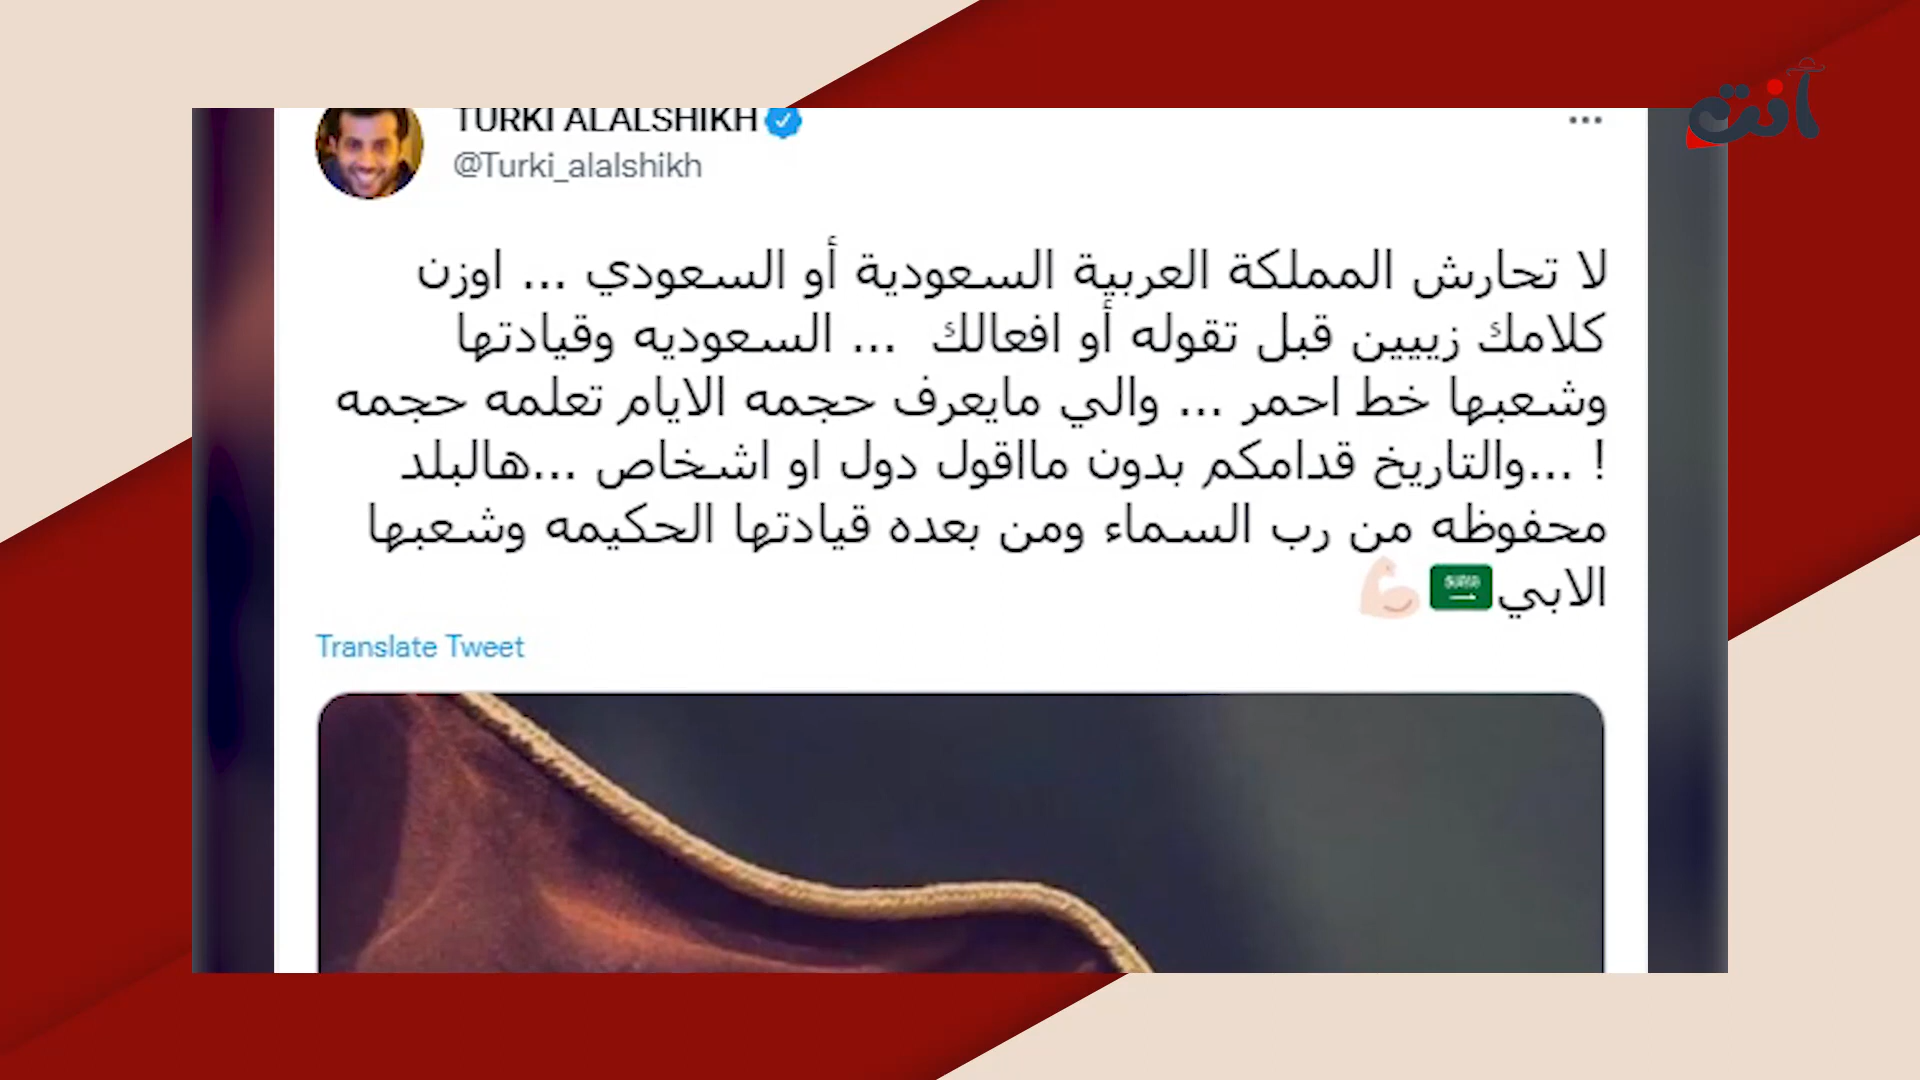 أنت
TURKI ALALSHIKH
@Turki_alalshikh
لا تحارش المملكة العربية السعودية أو السعودي ... اوزن
كلامك زييين قبل تقوله أو افعالك ... السعوديه وقيادتها
وشعبها خط احمر ... والي مايعرف حجمه الايام تعلمه حجمه
! ...والتاريخ قدامكم بدون مااقول دول او اشخاص ...هالبلد
محفوظه من رب السماء ومن بعده قيادتها الحكيمه وشعبها
الابي
Translate Tweet